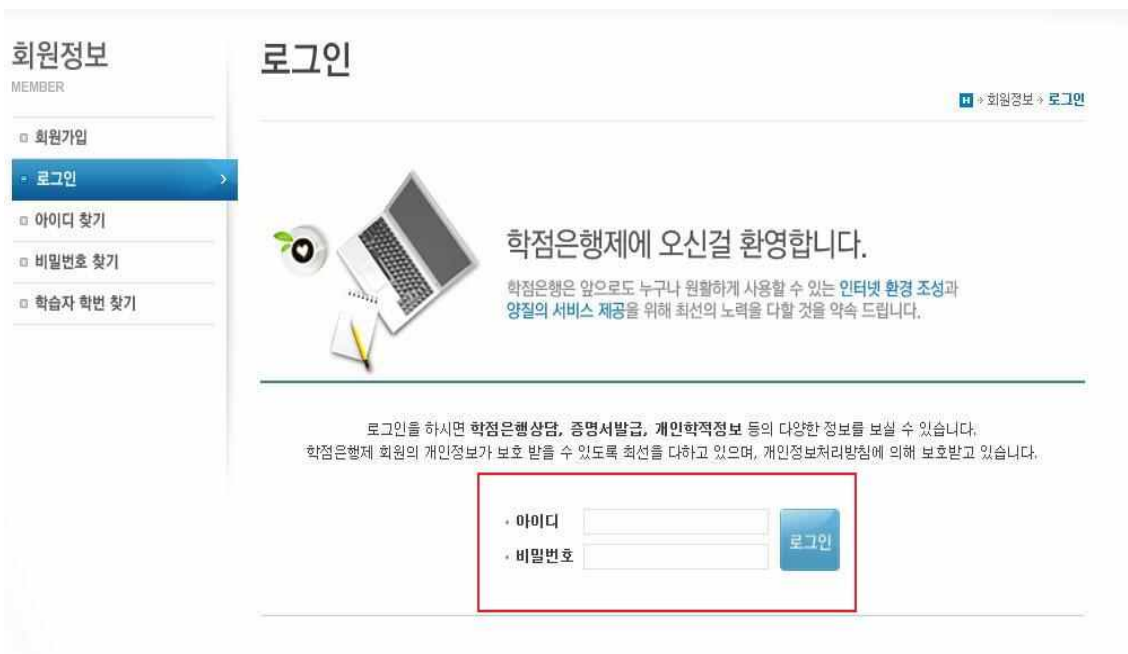 회원정보
MEMBER
회원가입
로그인
아이디 찾기
비밀번호 찾기
학습자 학번 찾기
로그인
H 회원정보 로그인
학점은행제에 오신걸 환영합니다.
학점은행은 앞으로도 누구나 원활하게 사용할 수 있는 인터넷 환경 조성과
양질의 서비스 제공을 위해 최선의 노력을 다할 것을 약속 드립니다.
로그인을 하시면 학점은행상담, 증명서발급, 개인학적정보 등의 다양한 정보를 보실 수 있습니다.
학점은행제 회원의 개인정보가 보호 받을 수 있도록 최선을 다하고 있으며, 개인정보처리방침에 의해 보호받고 있습니다.
아이디
비밀번호
로그인